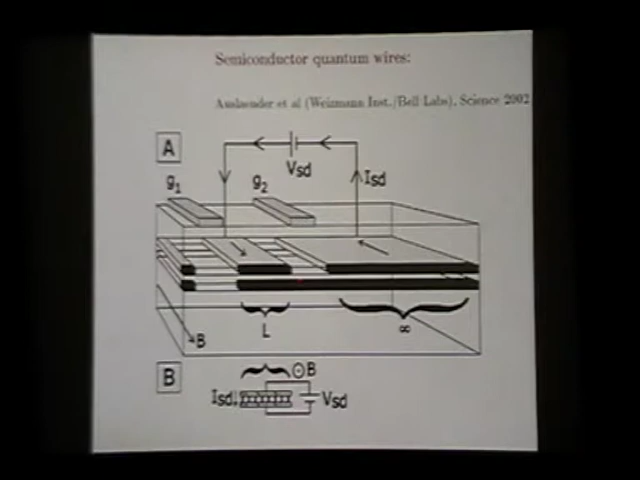 Semiconductor quantum wires:
Auslaender et al (Weizmann Inst./Bell Labs), Science 2002
A
Vsd
Isd
g1
g2
B
L
∞
B
B
Isd
Vsd